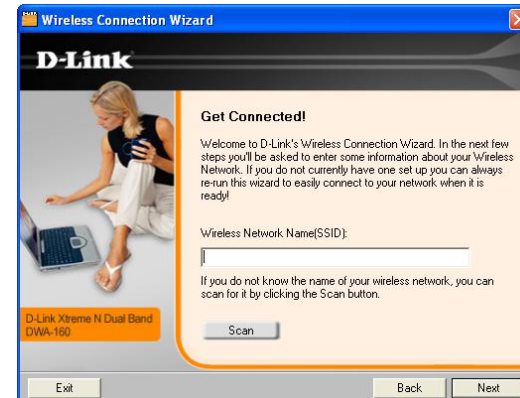 Wireless Connection Wizard
D-Link
Get Connected!
Welcome to D-Link's Wireless Connection Wizard. In the next few
steps you'll be asked to enter some information about your Wireless
Network. If you do not currently have one set up you can always
re-run this wizard to easily connect to your network when it is
ready!
Wireless Network Name(SSID):
If you do not know the name of your wireless network, you can
scan for it by clicking the Scan button.
D-Link Xtreme N Dual Band
DWA-160
Scan
Exit
Back
Next